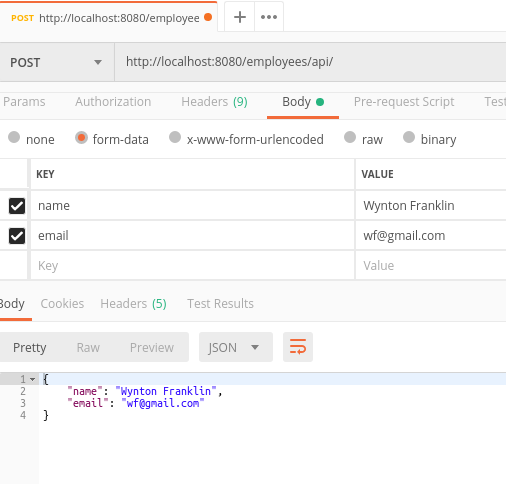 POST http://localhost:8080/employee
POST http://localhost:8080/employees/api/
Params Authorization Headers (9) Body Pre-request Script Test
none form-data x-www-form-urlencoded raw binary
KEY VALUE
name Wynton Franklin
email wf@gmail.com
Key Value
Body Cookies Headers (5) Test Results
Pretty Raw Preview JSON
1 {
2 "name": "Wynton Franklin",
3 "email": "wf@gmail.com"
4 }